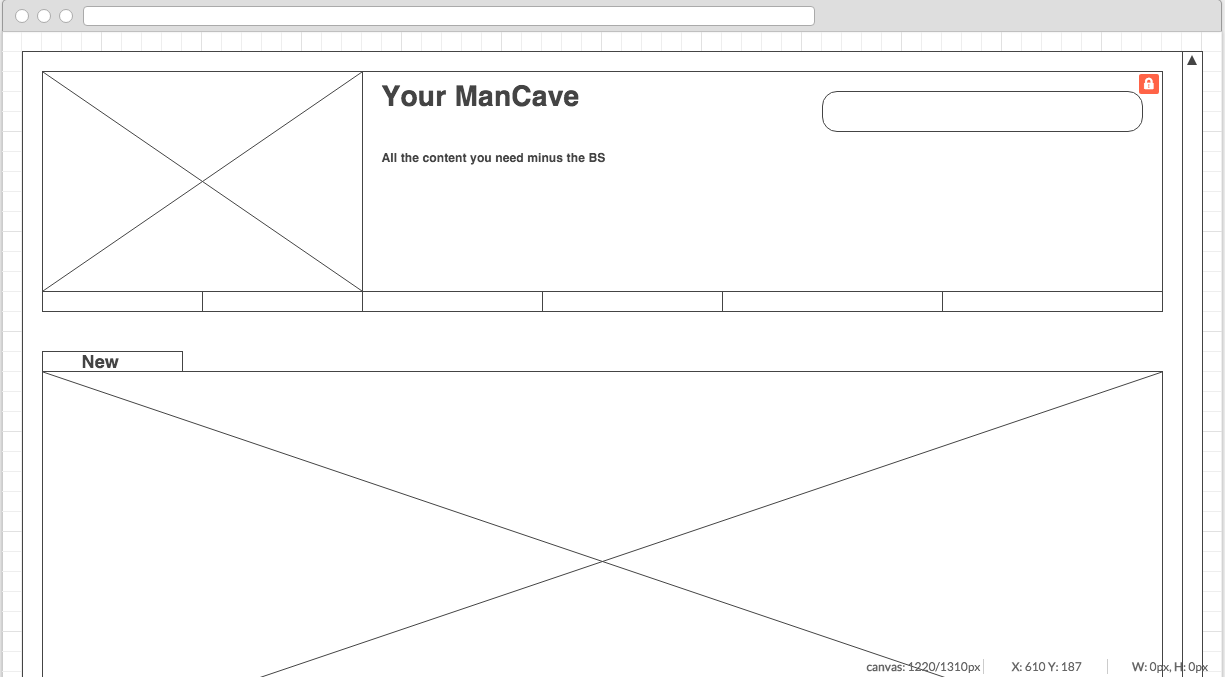 Your ManCave
All the content you need minus the BS
New
canvas: 1220/1310px
X: 610 Y: 187
W: 0px, H: 0px